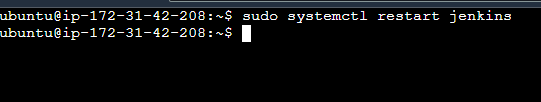 ubuntu@ip-172-31-42-208:~$ sudo systemctl restart jenkins
ubuntu@ip-172-31-42-208:~$